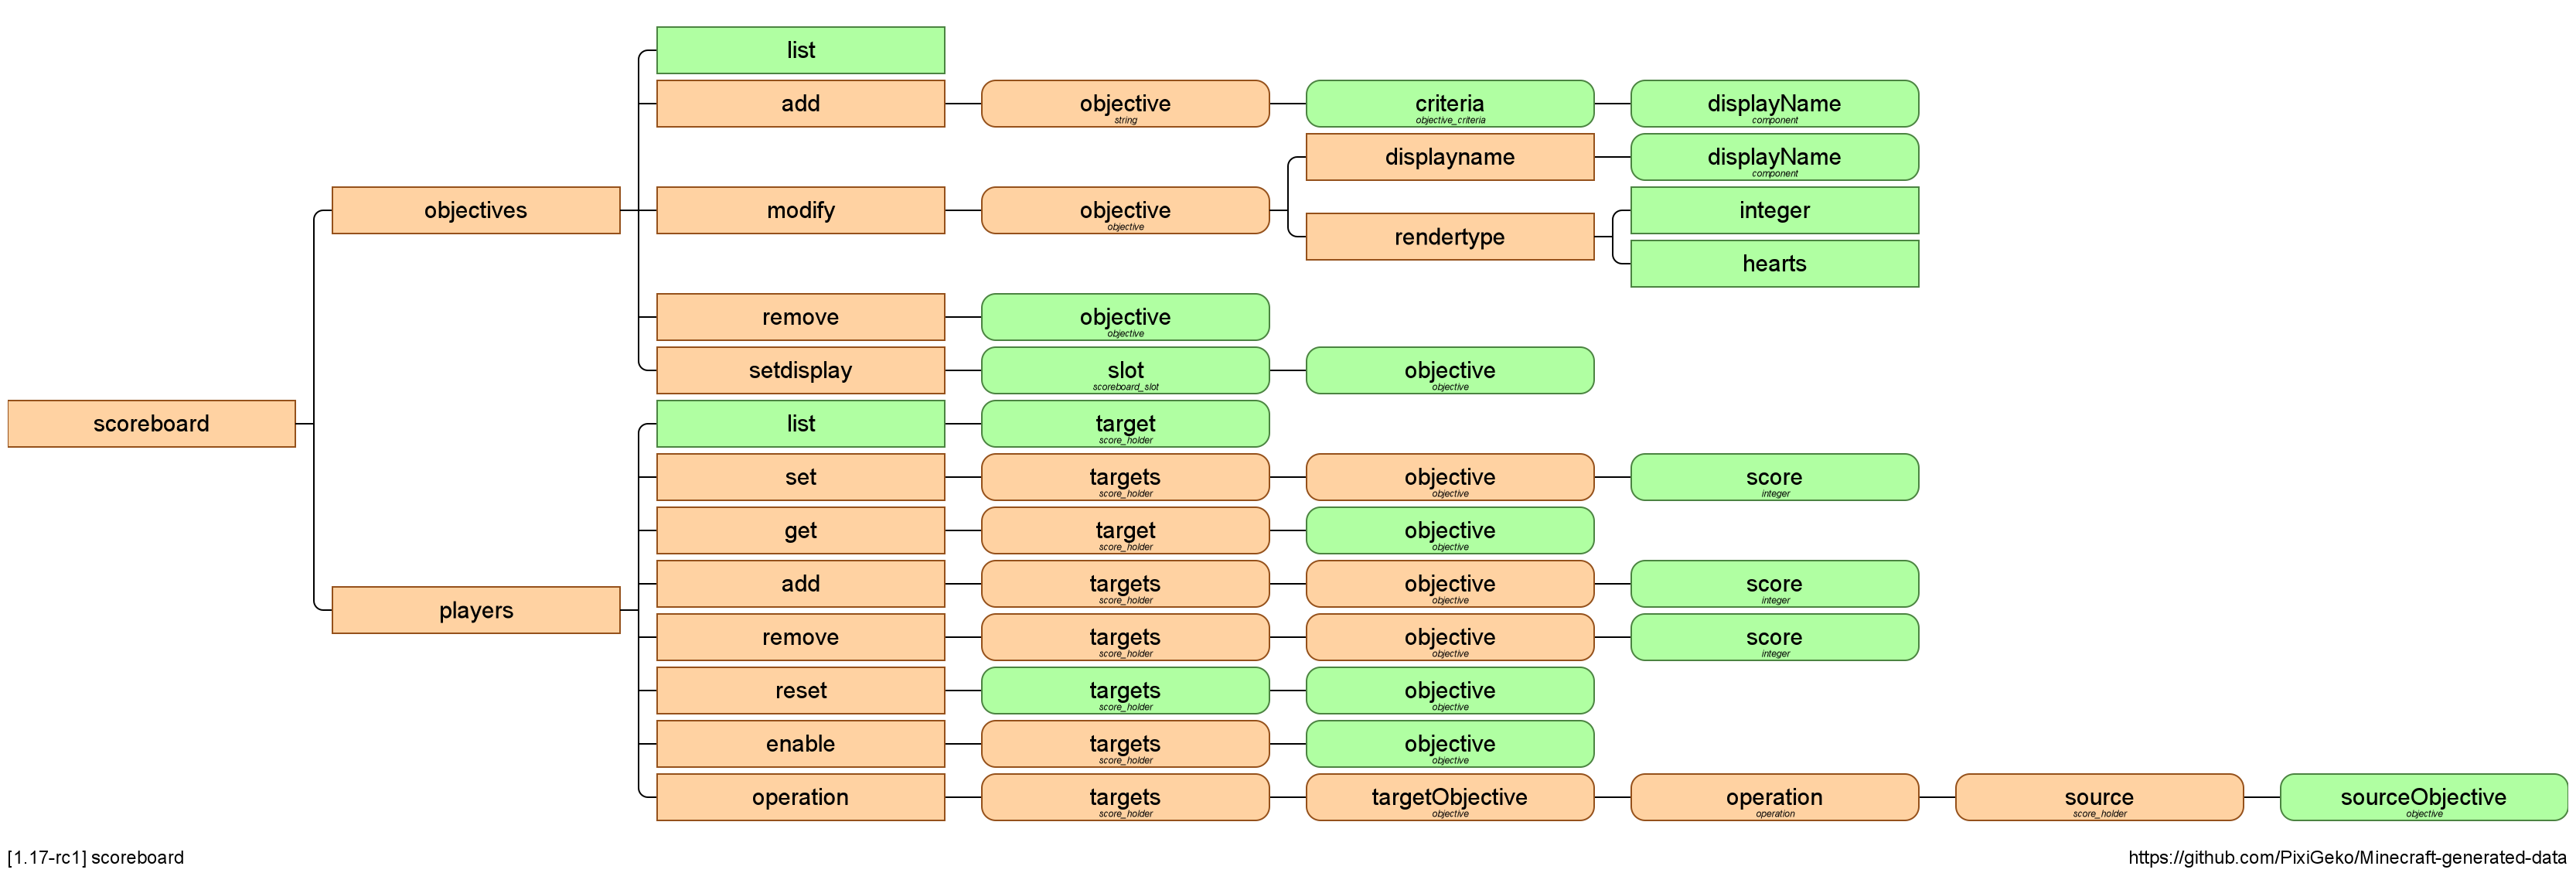 list
add
objective
string
criteria
objective_criteria
displayName
component
displayname
displayName
component
objectives
modify
objective
objective
integer
rendertype
hearts
remove
objective
objective
setdisplay
slot
scoreboard_slot
objective
objective
scoreboard
list
target
score_holder
set
targets
score_holder
objective
objective
score
integer
get
target
score_holder
objective
objective
add
targets
score_holder
objective
objective
score
integer
players
remove
targets
score_holder
objective
objective
score
integer
reset
targets
score_holder
objective
objective
enable
targets
score_holder
objective
objective
operation
targets
score_holder
targetObjective
objective
operation
operation
source
score_holder
sourceObjective
objective
[1.17-rc1] scoreboard
https://github.com/PixiGeko/Minecraft-generated-data